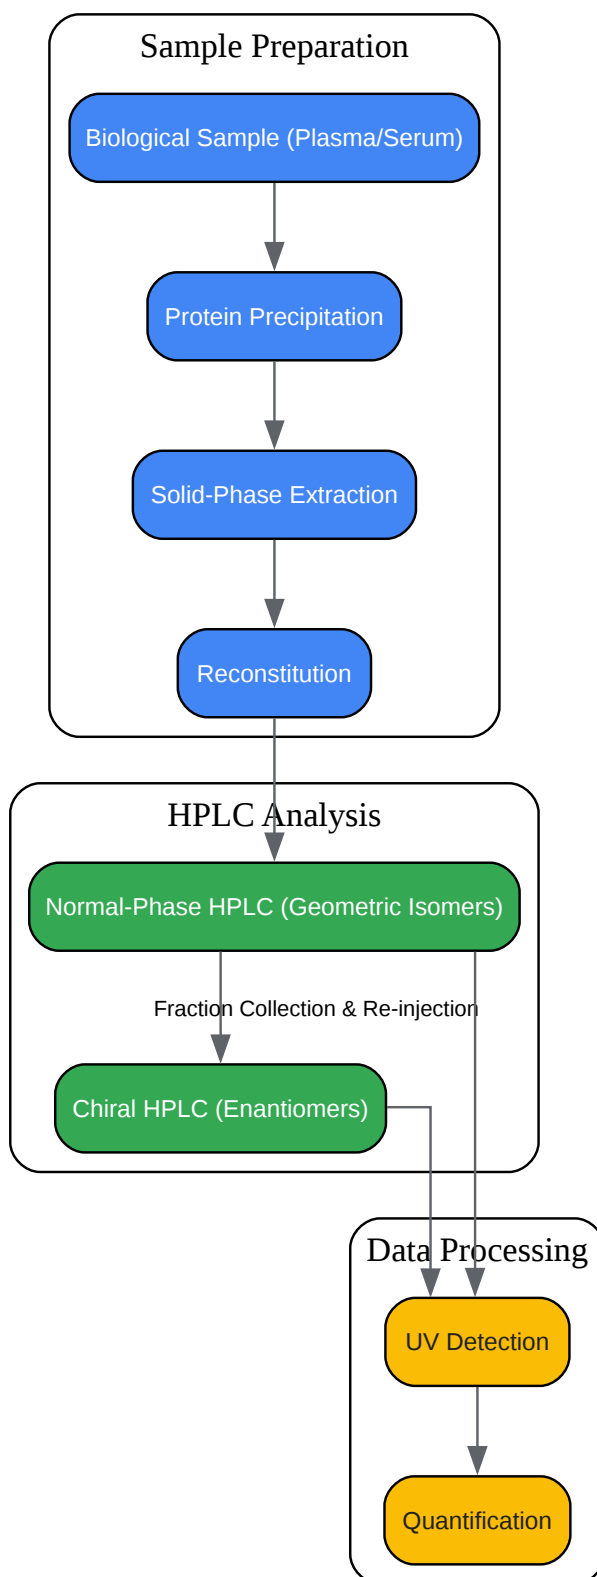 Sample Preparation
Biological Sample (Plasma/Serum)
Protein Precipitation
Solid-Phase Extraction
Reconstitution
HPLC Analysis
Normal-Phase HPLC (Geometric Isomers)
Fraction Collection & Re-injection
Chiral HPLC (Enantiomers)
Data Processing
UV Detection
Quantification